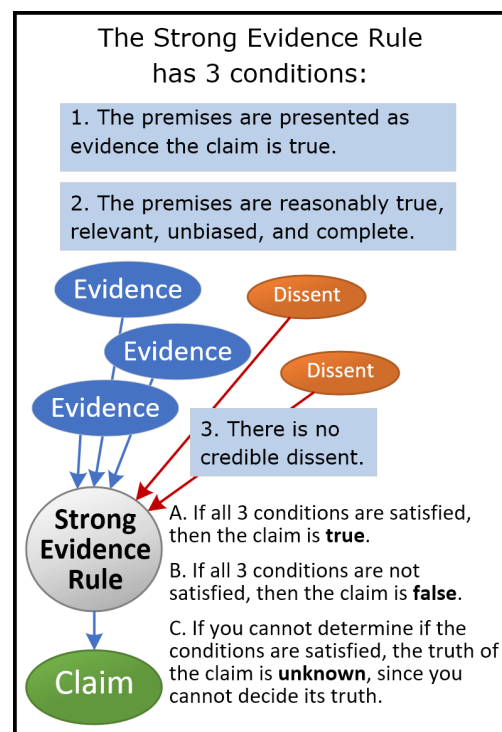 The Strong Evidence Rule
has 3 conditions:
1. The premises are presented as
evidence the claim is true.
2. The premises are reasonably true,
relevant, unbiased, and complete.
Evidence
Dissent
Evidence
Dissent
Evidence
3. There is no
credible dissent.
Strong
Evidence
Rule
A. If all 3 conditions are satisfied,
then the claim is true.
B. If all 3 conditions are not
satisfied, then the claim is false.
C. If you cannot determine if the
conditions are satisfied, the truth of
the claim is unknown, since you
cannot decide its truth.
Claim